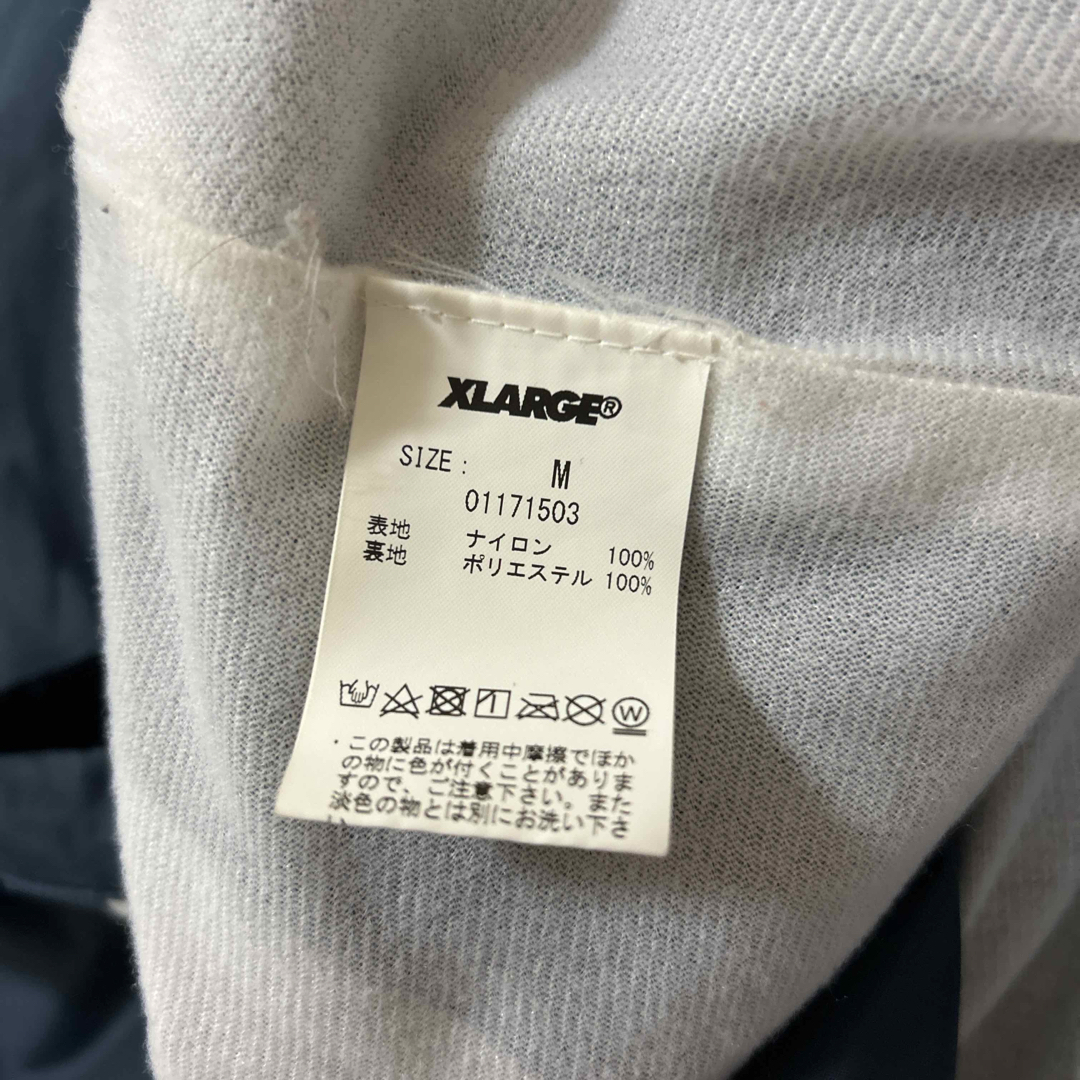 XLARGE®
SIZE: M
01171503
表地 ナイロン 100%
裏地 ポリエステル 100%
W
・この製品は着用中摩擦でほか
の物に色が付くことがありま
すので、ご注意下さい。また
淡色の物とは別にお洗い下さ
い